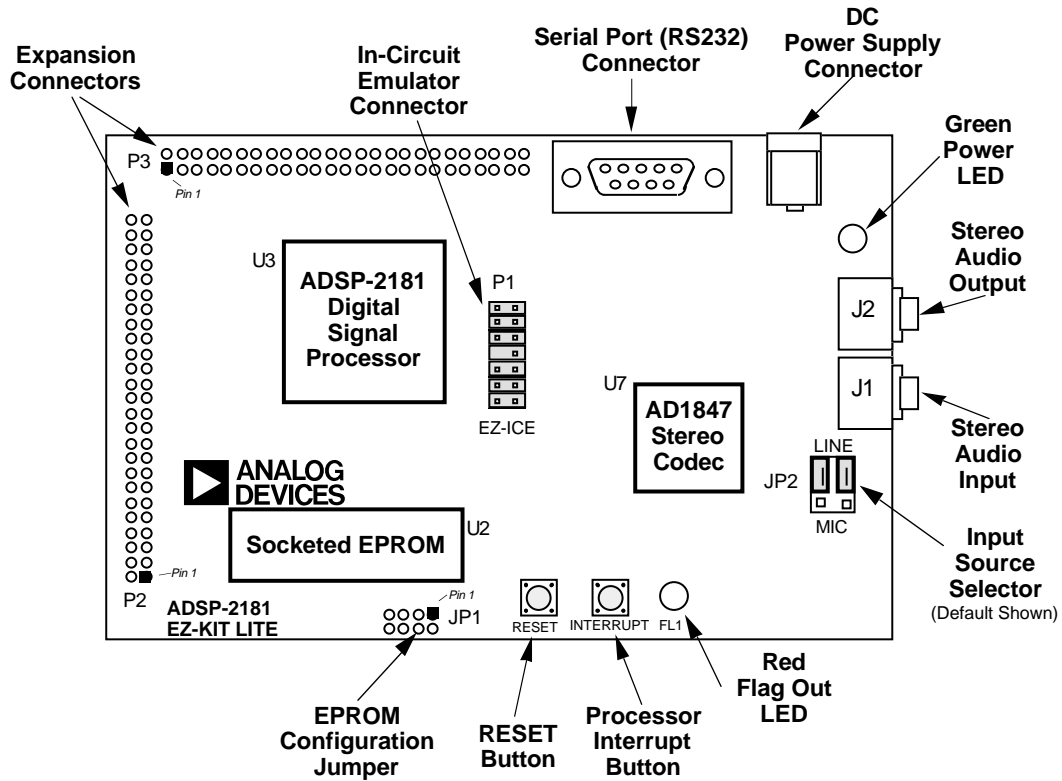 Expansion
Connectors
In-Circuit
Emulator
Connector
Serial Port (RS232)
Connector
DC
Power Supply
Connector
Green
Power
LED
Stereo
Audio
Output
Stereo
Audio
Input
Input
Source
Selector
(Default Shown)
P3
Pin 1
U3
ADSP-2181
Digital
Signal
Processor
P1
EZ-ICE
J2
J1
U7
AD1847
Stereo
Codec
LINE
JP2
MIC
ANALOG
DEVICES
U2
Socketed EPROM
Pin 1
P2
ADSP-2181
EZ-KIT LITE
Pin 1
JP1
RESET
INTERRUPT
FL1
EPROM
Configuration
Jumper
RESET
Button
Processor
Interrupt
Button
Red
Flag Out
LED